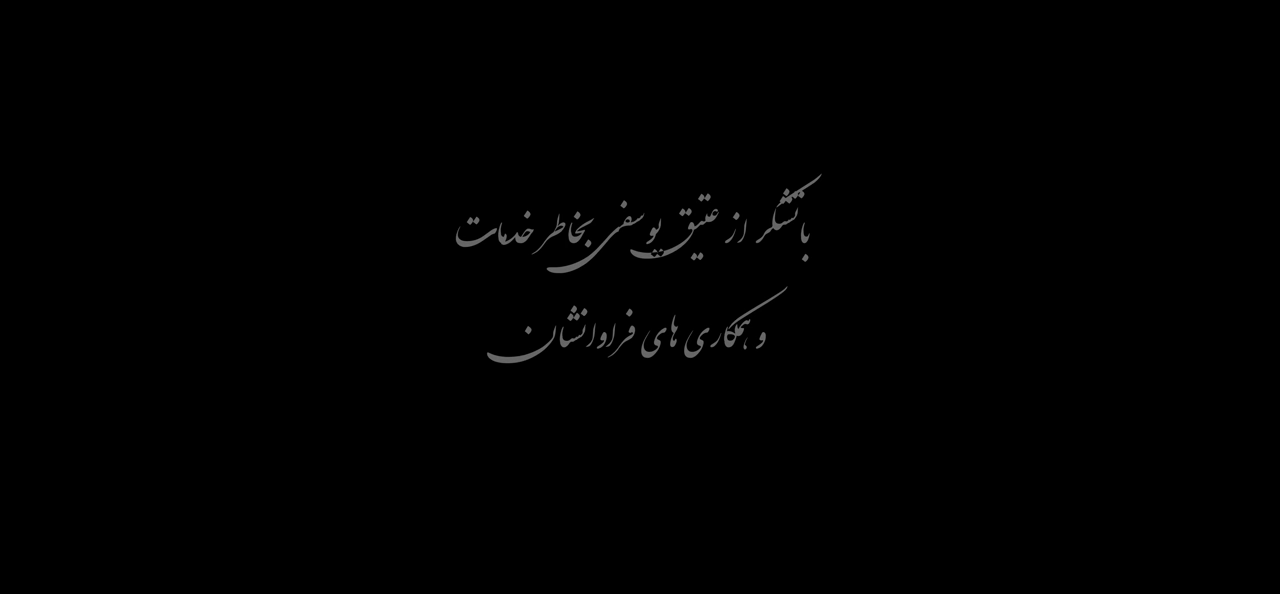 با تشکر از عتیق یوسفی بخاطر خدمات
و همکاری های فراوانشان